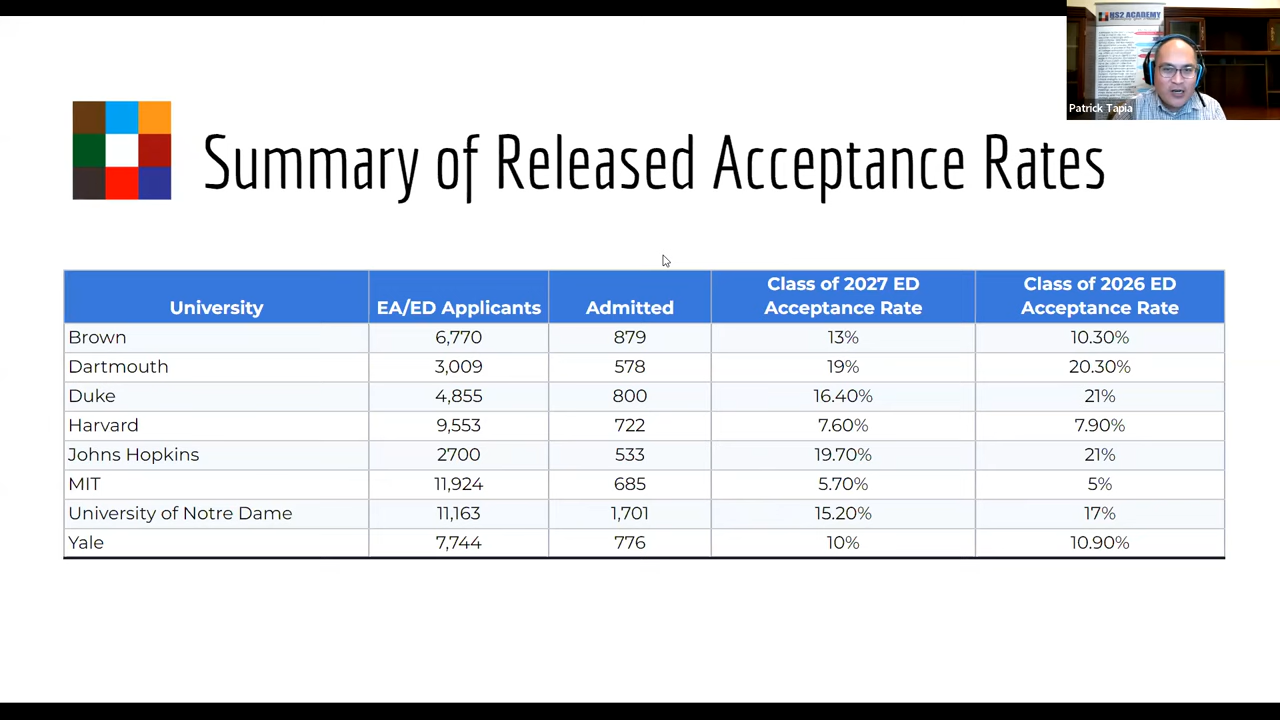 HS2 ACADEMY
Patrick Tapia
Summary of Released Acceptance Rates
University EA/ED Applicants Admitted Class of 2027 ED Acceptance Rate Class of 2026 ED Acceptance Rate
Brown 6,770 879 13% 10.30%
Dartmouth 3,009 578 19% 20.30%
Duke 4,855 800 16.40% 21%
Harvard 9,553 722 7.60% 7.90%
Johns Hopkins 2700 533 19.70% 21%
MIT 11,924 685 5.70% 5%
University of Notre Dame 11,163 1,701 15.20% 17%
Yale 7,744 776 10% 10.90%